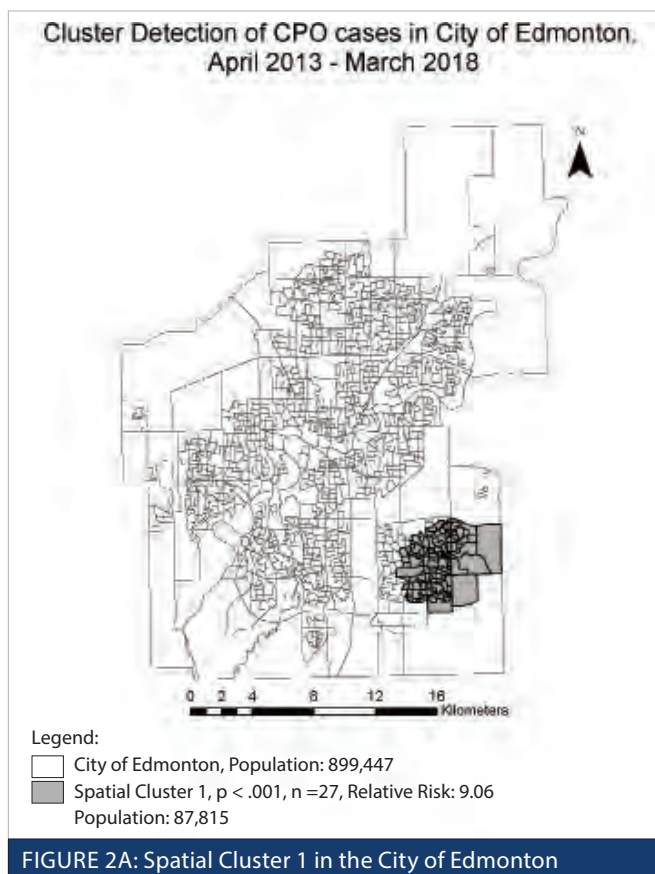 Cluster Detection of CPO cases in City of Edmonton,
April 2013 - March 2018
N
0 2 4 8 12 16
Kilometers
Legend:
City of Edmonton, Population: 899,447
Spatial Cluster 1, p < .001, n =27, Relative Risk: 9.06
Population: 87,815
FIGURE 2A: Spatial Cluster 1 in the City of Edmonton